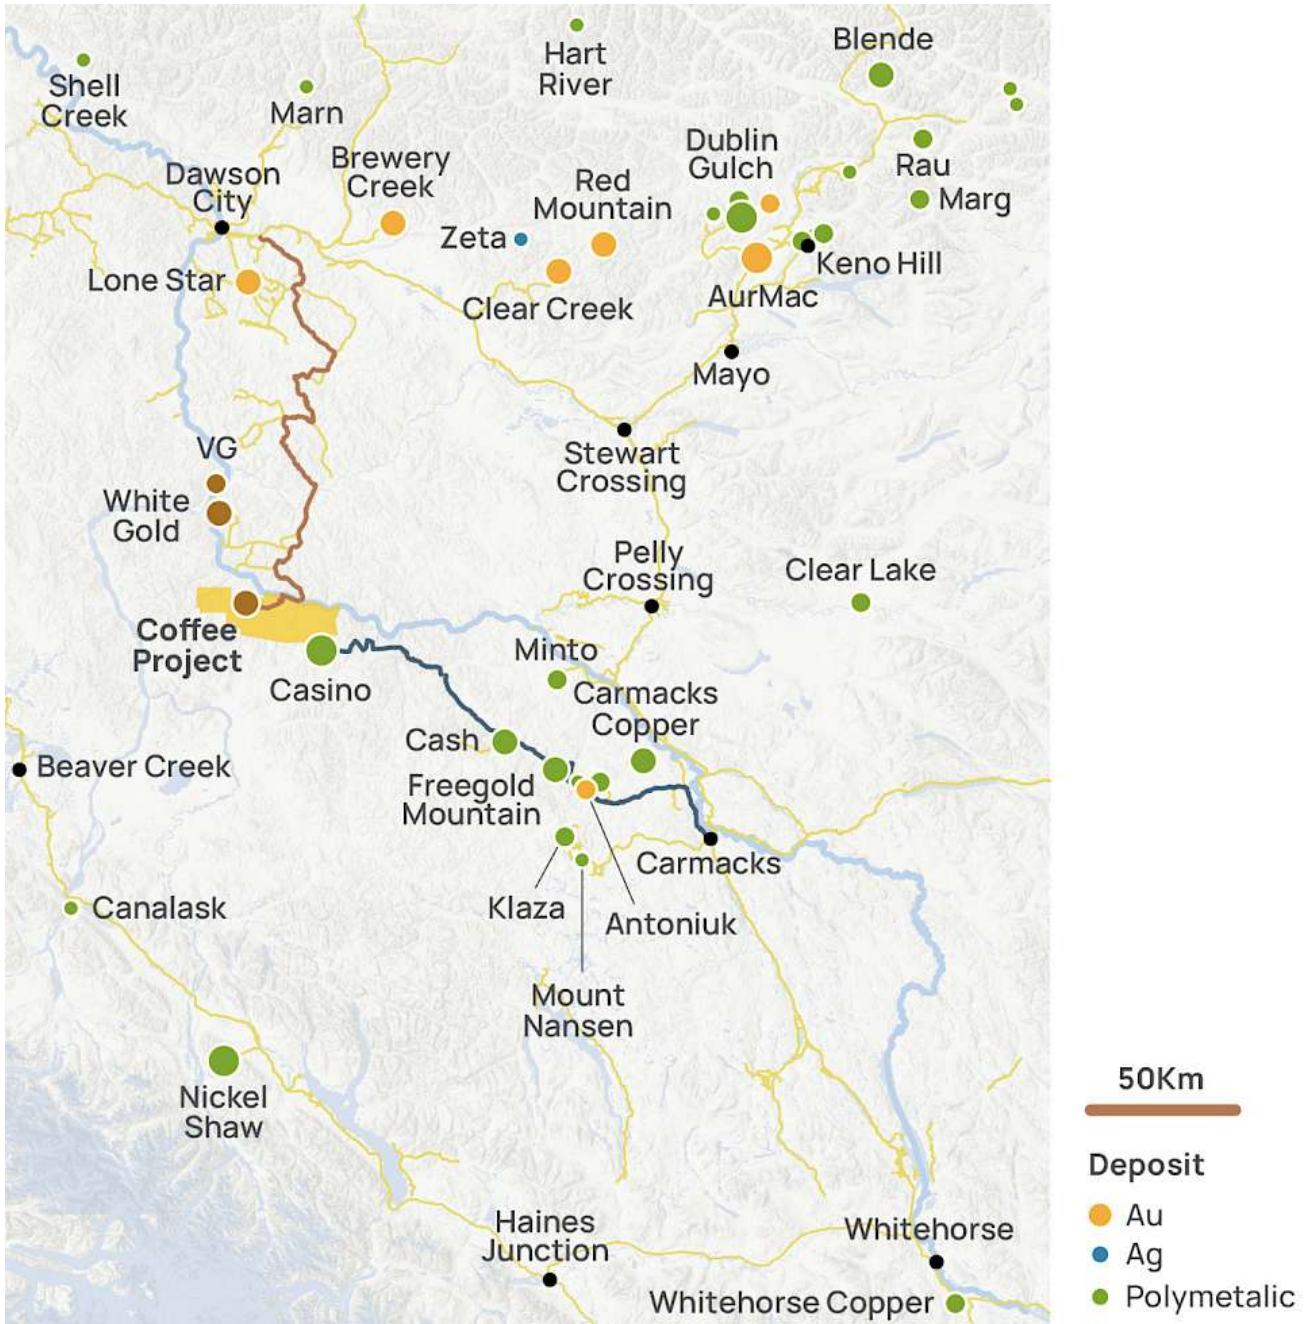 Blende
Hart
River
Shell
Creek
Marn
Dublin
Gulch
Brewery
Creek
Rau
Dawson
City
Red
Mountain
Marg
Zeta
Keno Hill
Lone Star
Clear Creek
AurMac
Mayo
VG
Stewart
Crossing
White
Gold
Pelly
Crossing
Clear Lake
Coffee
Project
Minto
Casino
Carmacks
Copper
Cash
Beaver Creek
Freegold
Mountain
Carmacks
Klaza
Canalask
Antoniuk
Mount
Nansen
50Km
Nickel
Shaw
Deposit
Au
Ag
Polymetalic
Haines
Junction
Whitehorse
Whitehorse Copper